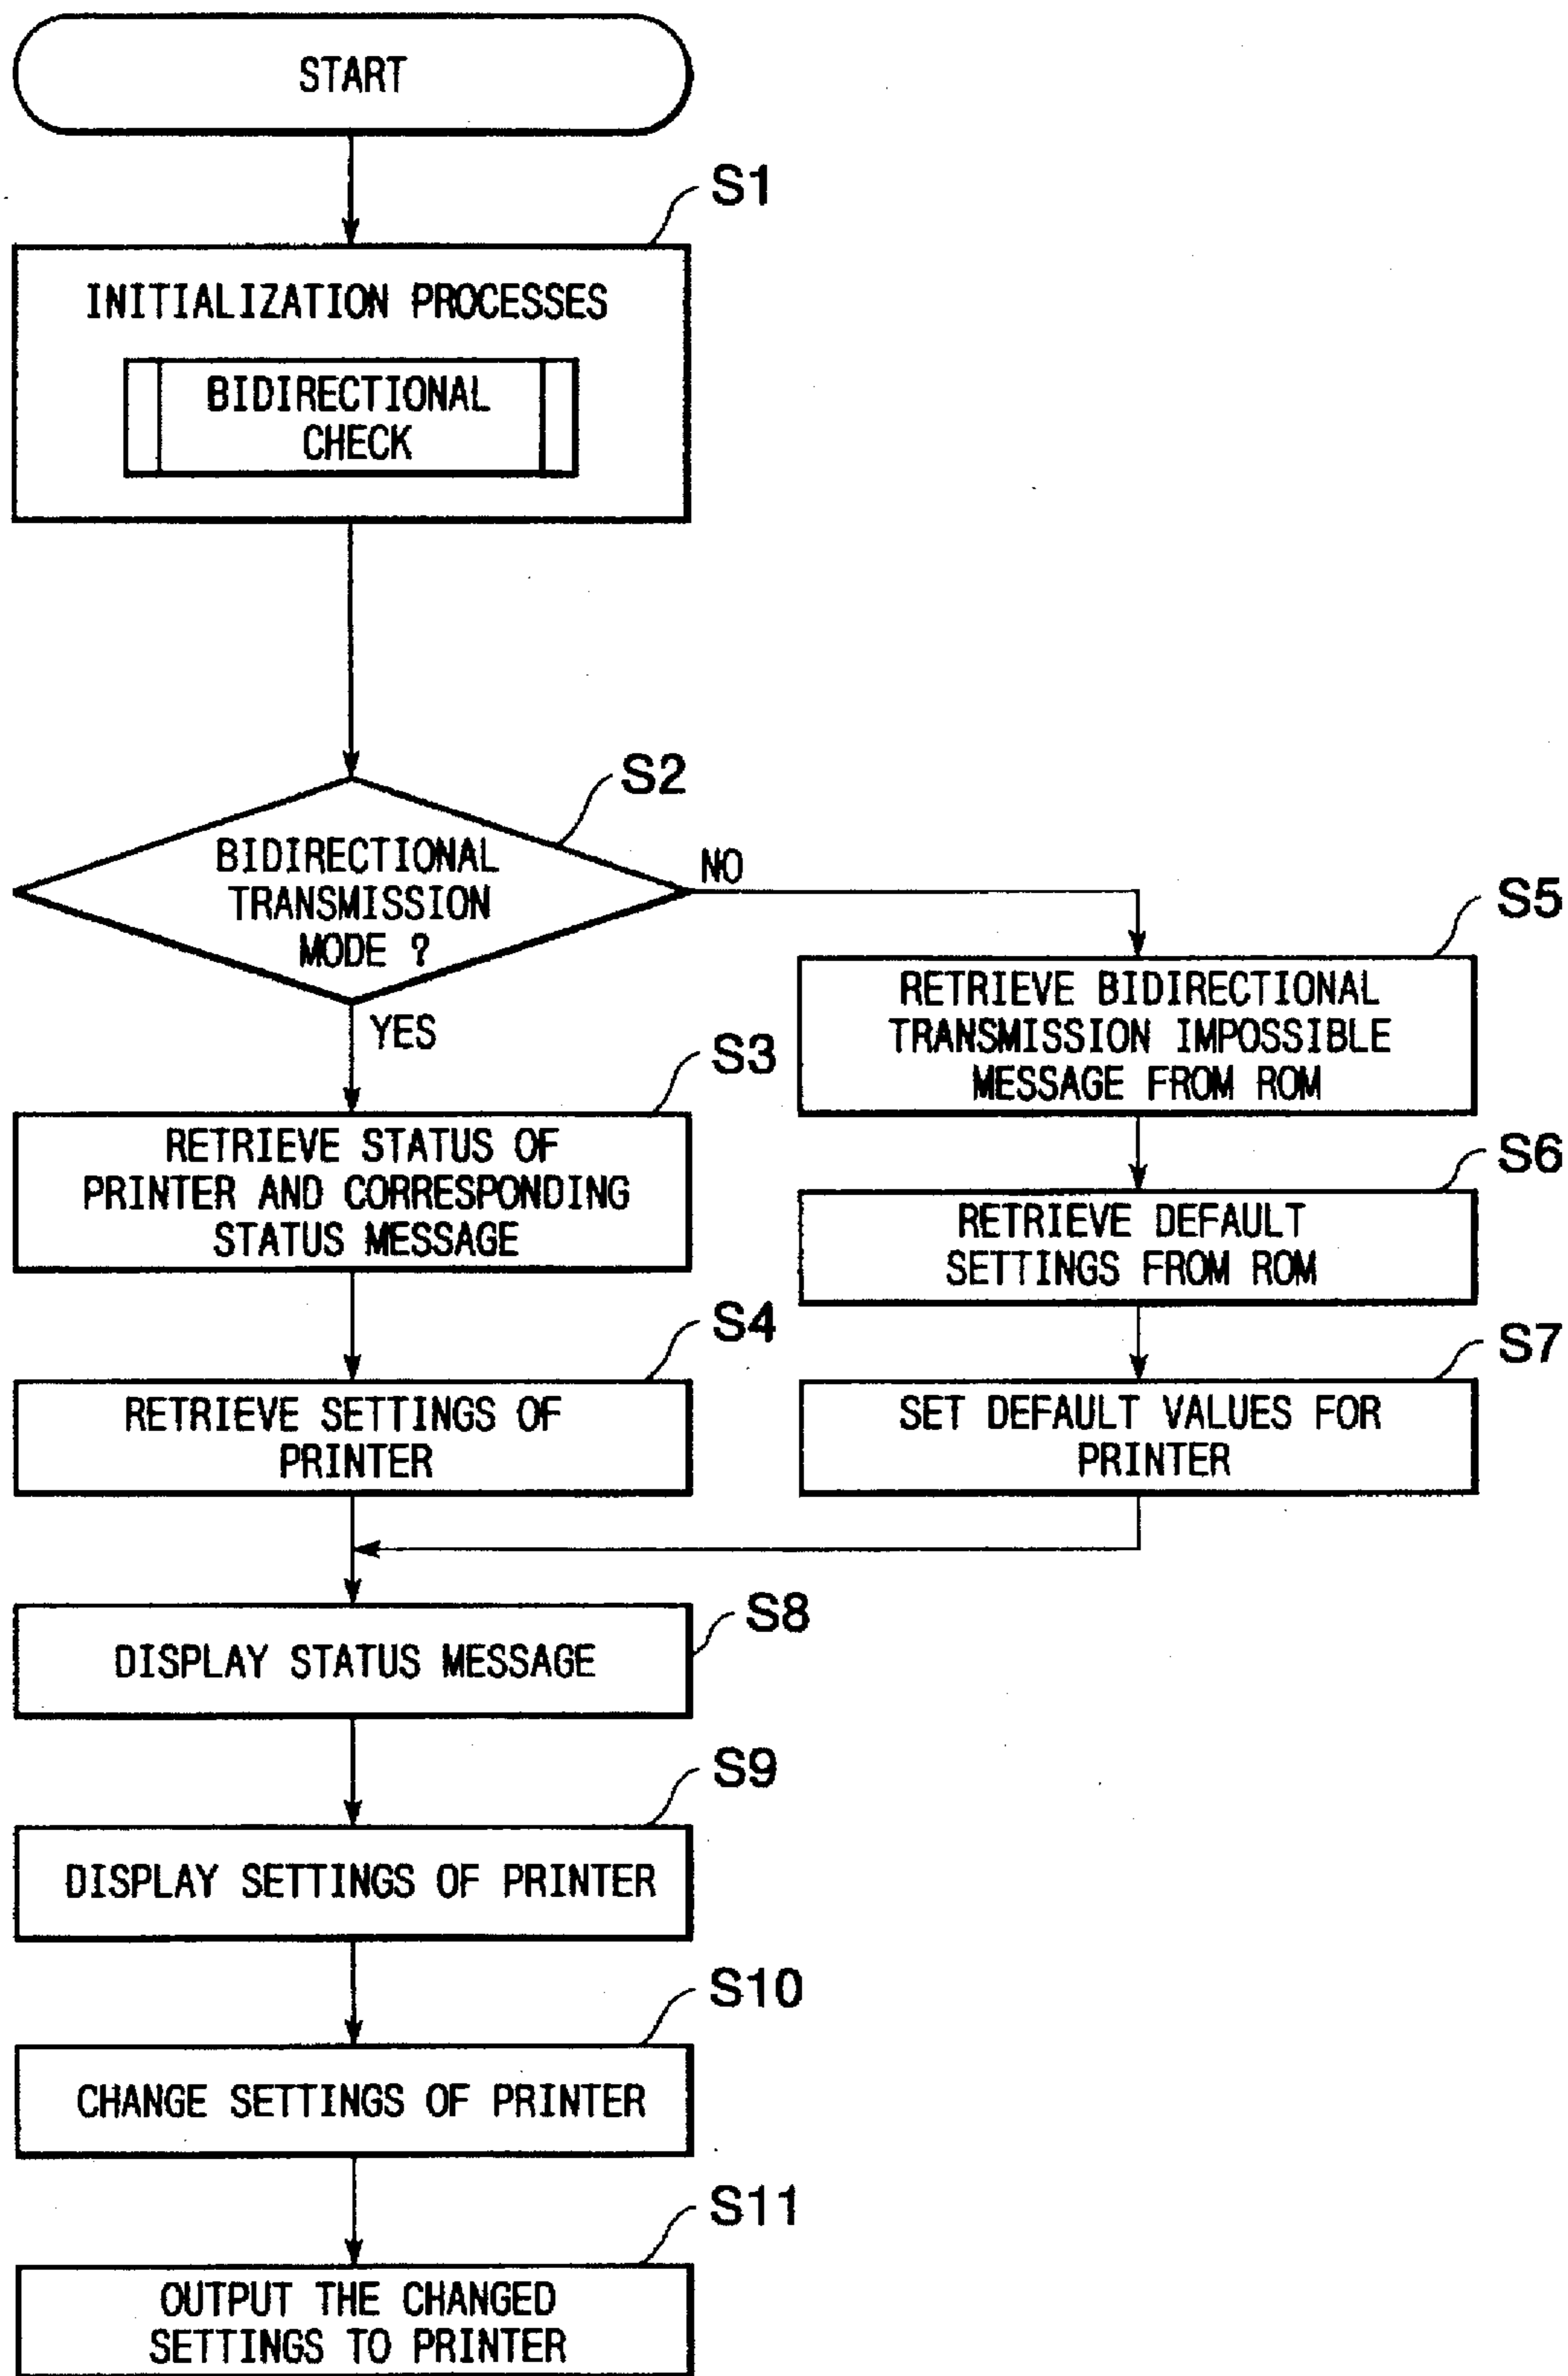 START
S1
INITIALIZATION PROCESSES
BIDIRECTIONAL
CHECK
S2
BIDIRECTIONAL
TRANSMISSION
MODE ?
NO
YES
S5
RETRIEVE BIDIRECTIONAL
TRANSMISSION IMPOSSIBLE
MESSAGE FROM ROM
S3
RETRIEVE STATUS OF
PRINTER AND CORRESPONDING
STATUS MESSAGE
S6
RETRIEVE DEFAULT
SETTINGS FROM ROM
S4
RETRIEVE SETTINGS OF
PRINTER
S7
SET DEFAULT VALUES FOR
PRINTER
S8
DISPLAY STATUS MESSAGE
S9
DISPLAY SETTINGS OF PRINTER
S10
CHANGE SETTINGS OF PRINTER
S11
OUTPUT THE CHANGED
SETTINGS TO PRINTER